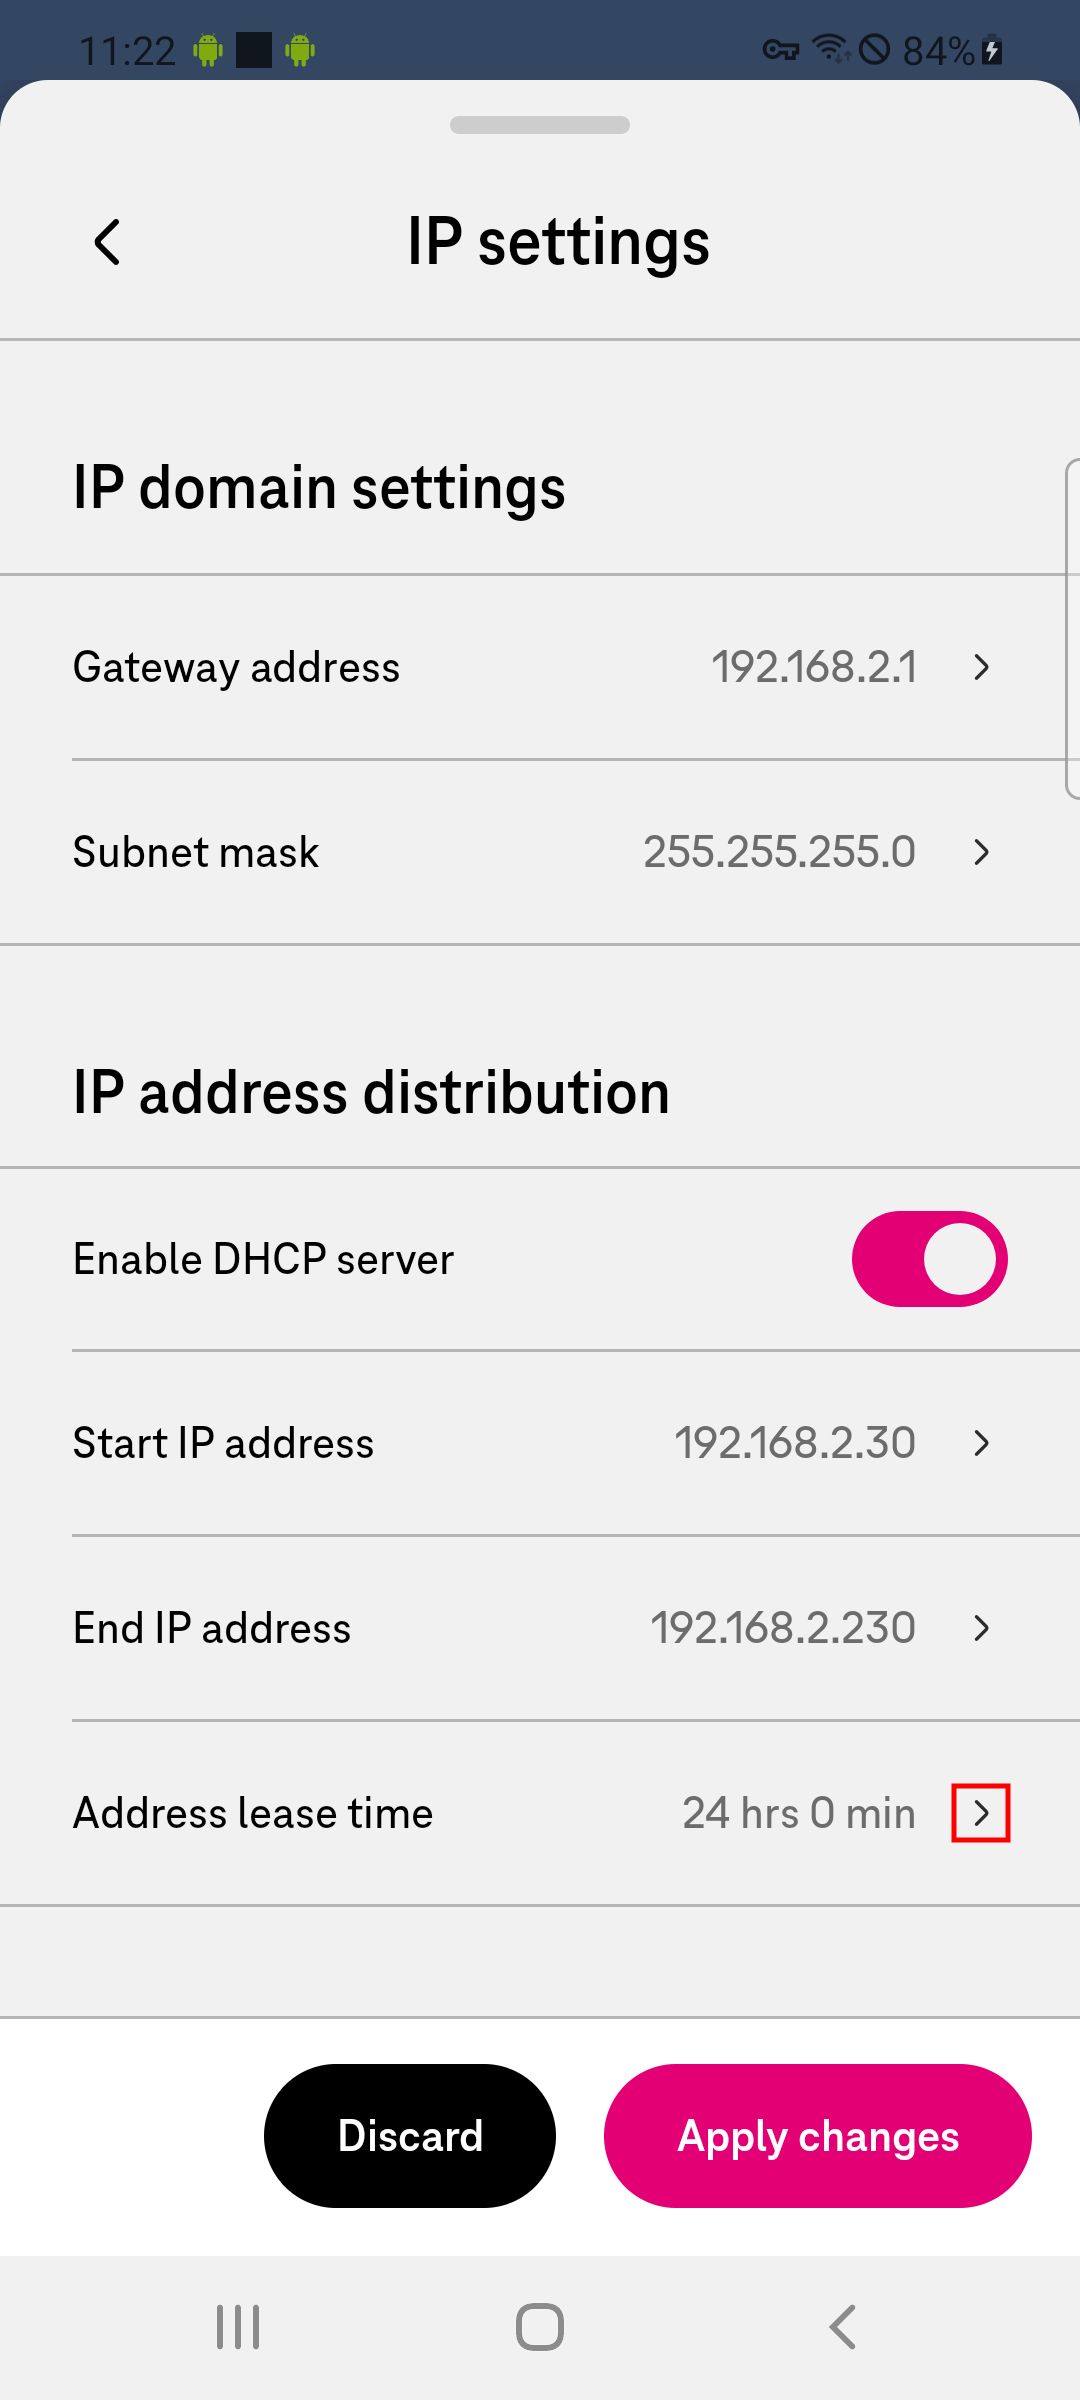 11:22 84%
IP settings
IP domain settings
Gateway address 192.168.2.1
Subnet mask 255.255.255.0
IP address distribution
Enable DHCP server
Start IP address 192.168.2.30
End IP address 192.168.2.230
Address lease time 24 hrs 0 min
Discard Apply changes